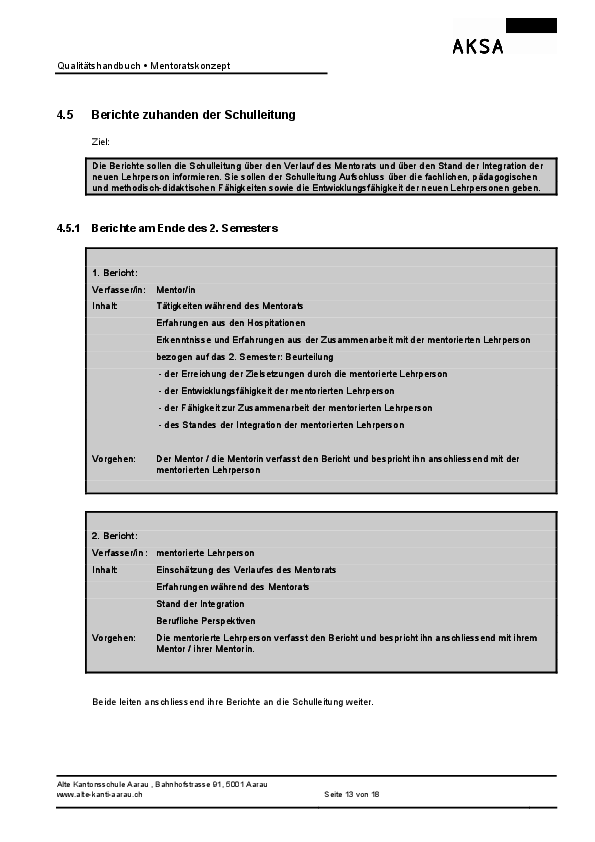 AKSA
Qualitätshandbuch • Mentoratskonzept
4.5 Berichte zuhanden der Schulleitung
Ziel:
Die Berichte sollen die Schulleitung über den Verlauf des Mentorats und über den Stand der Integration der
neuen Lehrperson informieren. Sie sollen der Schulleitung Aufschluss über die fachlichen, pädagogischen
und methodisch-didaktischen Fähigkeiten sowie die Entwicklungsfähigkeit der neuen Lehrpersonen geben.
4.5.1 Berichte am Ende des 2. Semesters
1. Bericht:
Verfasser/in: Mentor/in
Inhalt: Tätigkeiten während des Mentorats
Erfahrungen aus den Hospitationen
Erkenntnisse und Erfahrungen aus der Zusammenarbeit mit der mentorierten Lehrperson
bezogen auf das 2. Semester: Beurteilung
- der Erreichung der Zielsetzungen durch die mentorierte Lehrperson
- der Entwicklungsfähigkeit der mentorierten Lehrperson
- der Fähigkeit zur Zusammenarbeit der mentorierten Lehrperson
- des Standes der Integration der mentorierten Lehrperson
Vorgehen: Der Mentor / die Mentorin verfasst den Bericht und bespricht ihn anschliessend mit der
mentorierten Lehrperson
2. Bericht:
Verfasser/in: mentorierte Lehrperson
Inhalt: Einschätzung des Verlaufes des Mentorats
Erfahrungen während des Mentorats
Stand der Integration
Berufliche Perspektiven
Vorgehen: Die mentorierte Lehrperson verfasst den Bericht und bespricht ihn anschliessend mit ihrem
Mentor / ihrer Mentorin.
Beide leiten anschliessend ihre Berichte an die Schulleitung weiter.
Alte Kantonsschule Aarau , Bahnhofstrasse 91, 5001 Aarau
www.alte-kanti-aarau.ch Seite 13 von 18